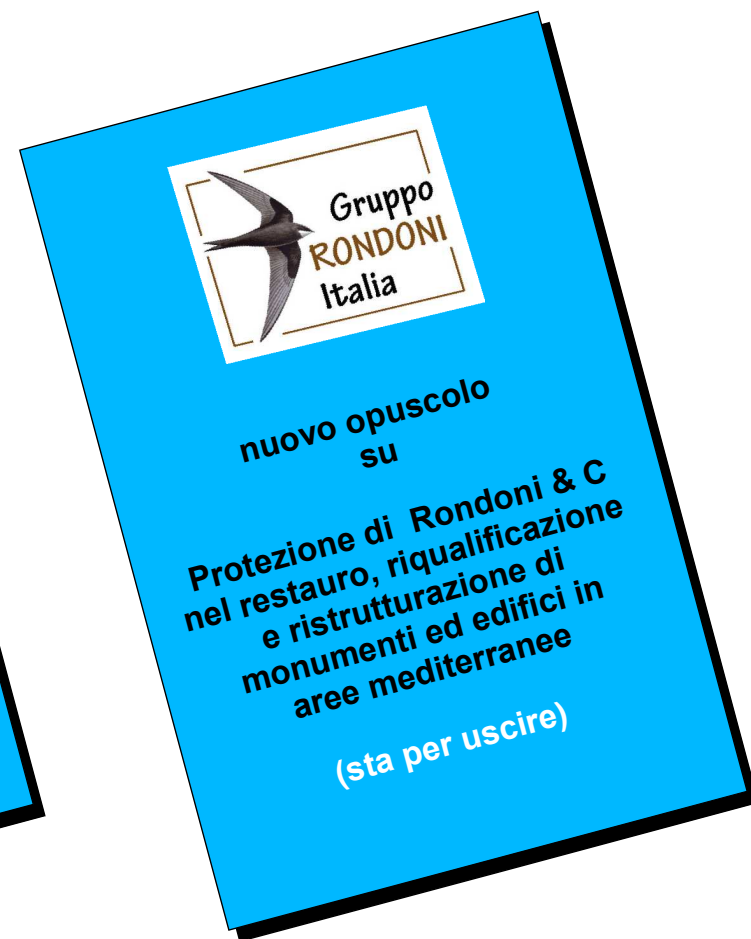 Gruppo
RONDONI
Italia
nuovo opuscolo
su
Protezione di Rondoni & C
nel restauro, riqualificazione
e ristrutturazione di
monumenti ed edifici in
aree mediterranee
(sta per uscire)